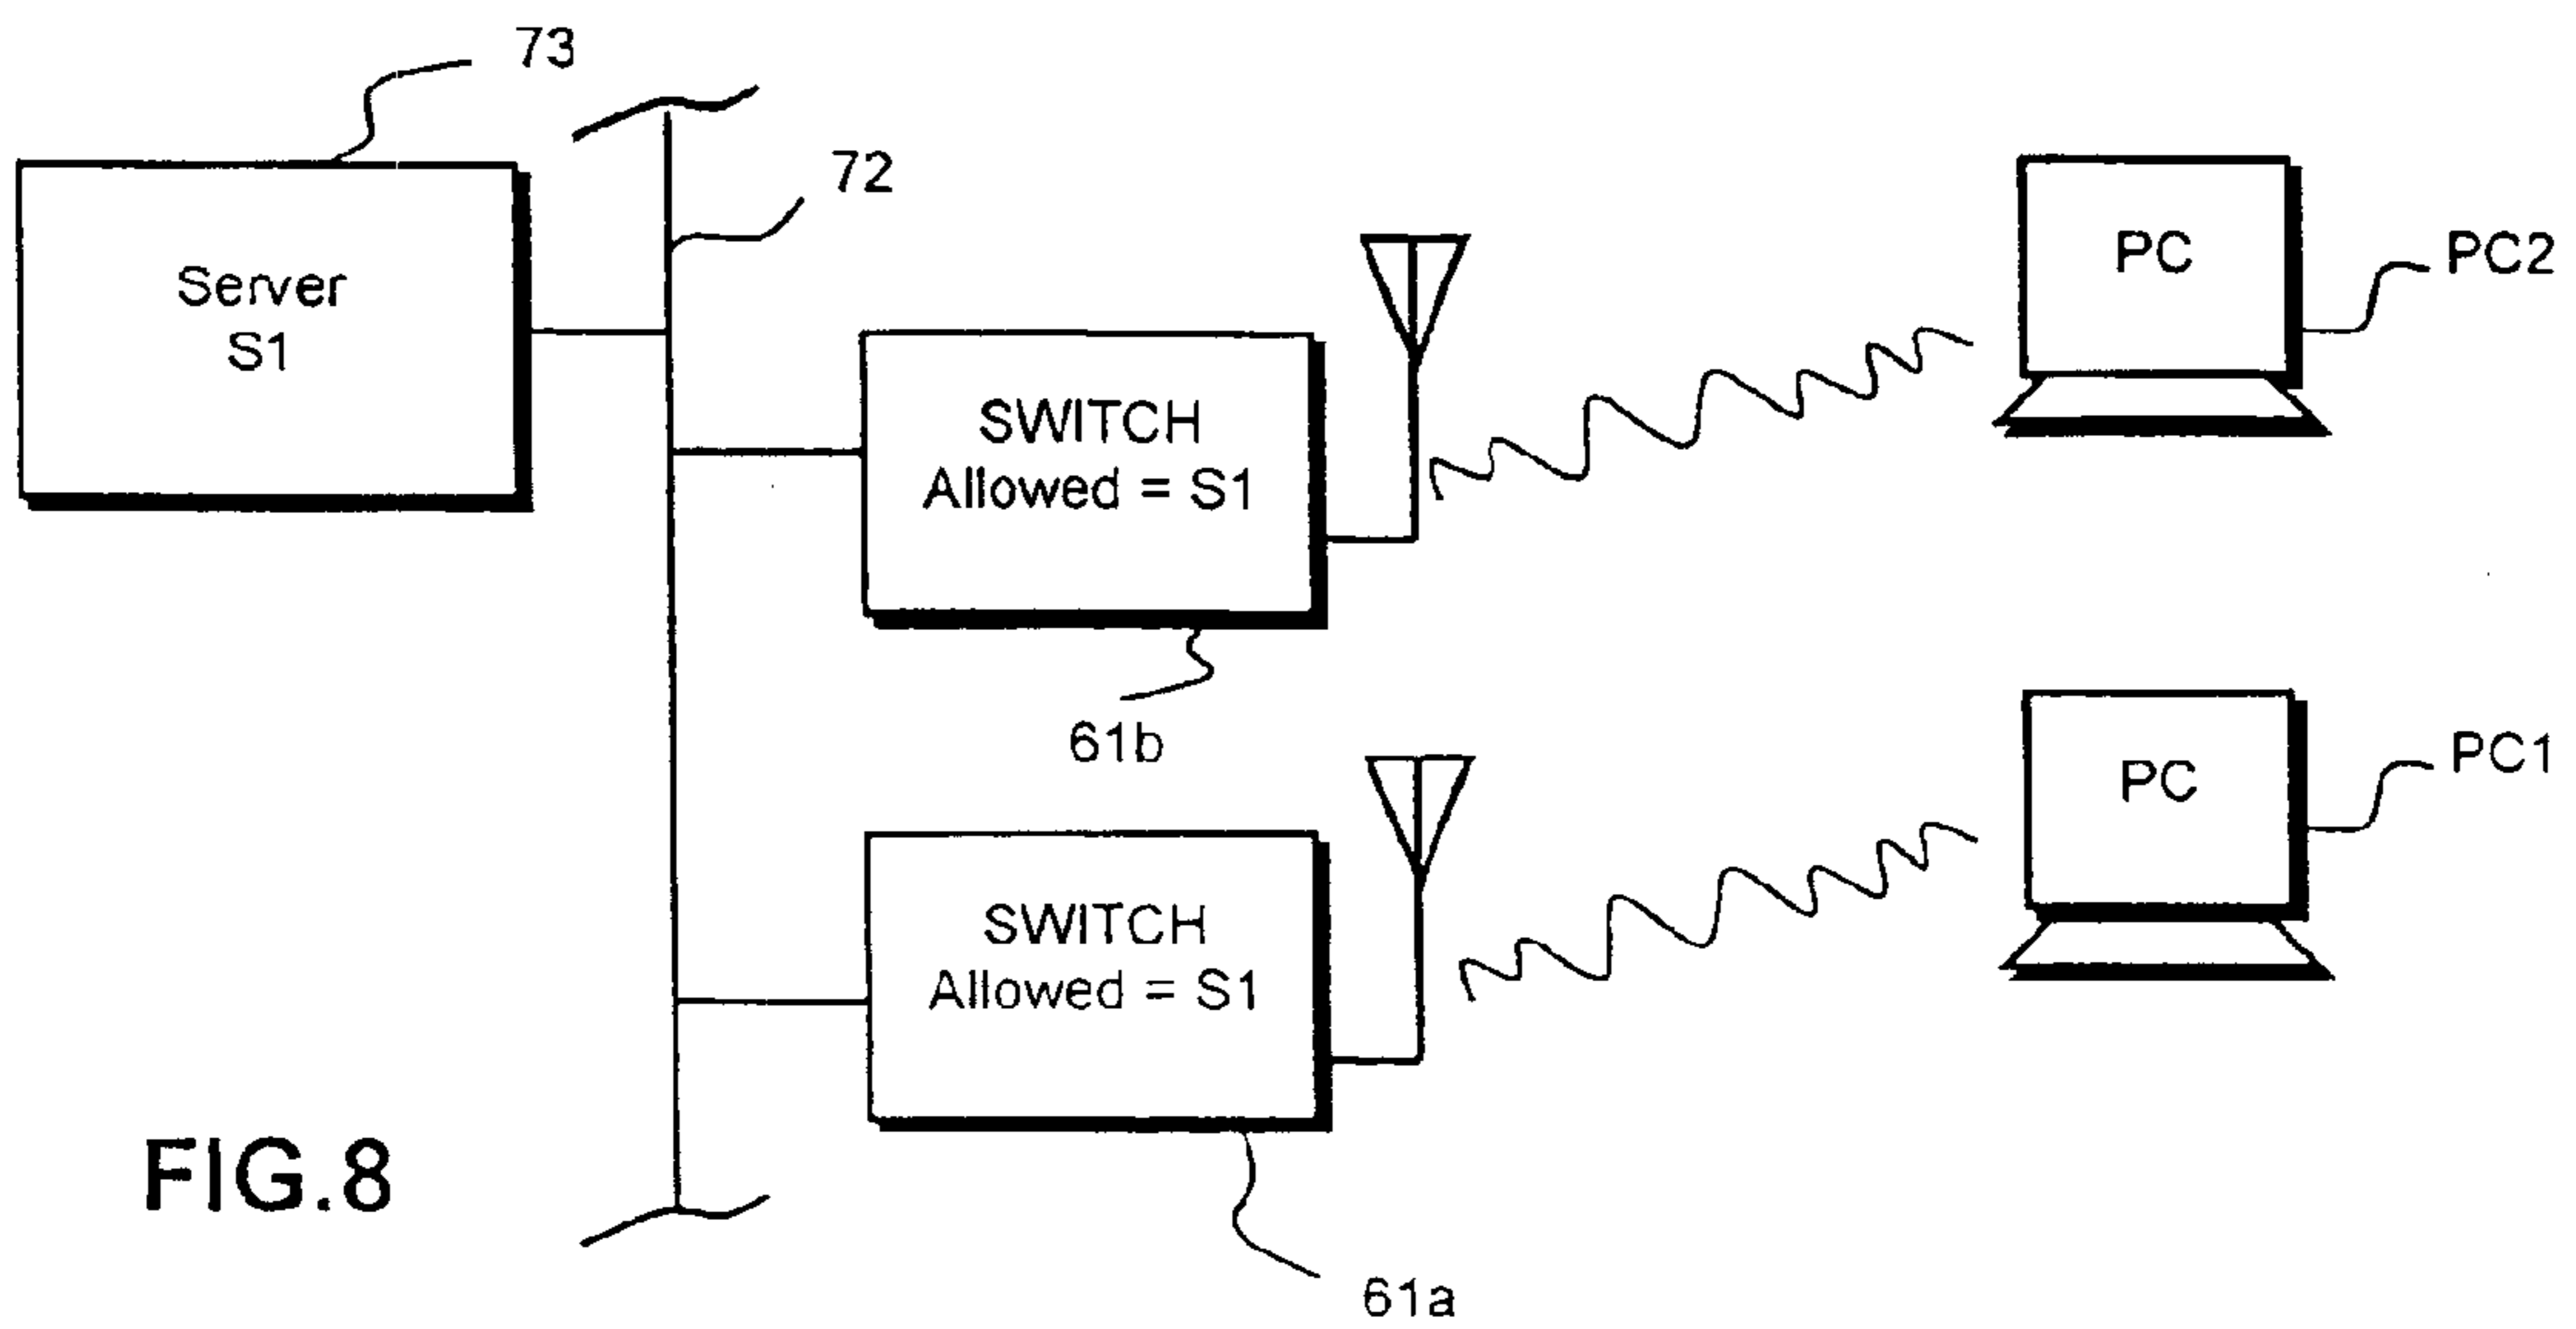 73
72
Server
S1
SWITCH
Allowed = S1
61b
PC
PC2
SWITCH
Allowed = S1
61a
PC
PC1
FIG.8